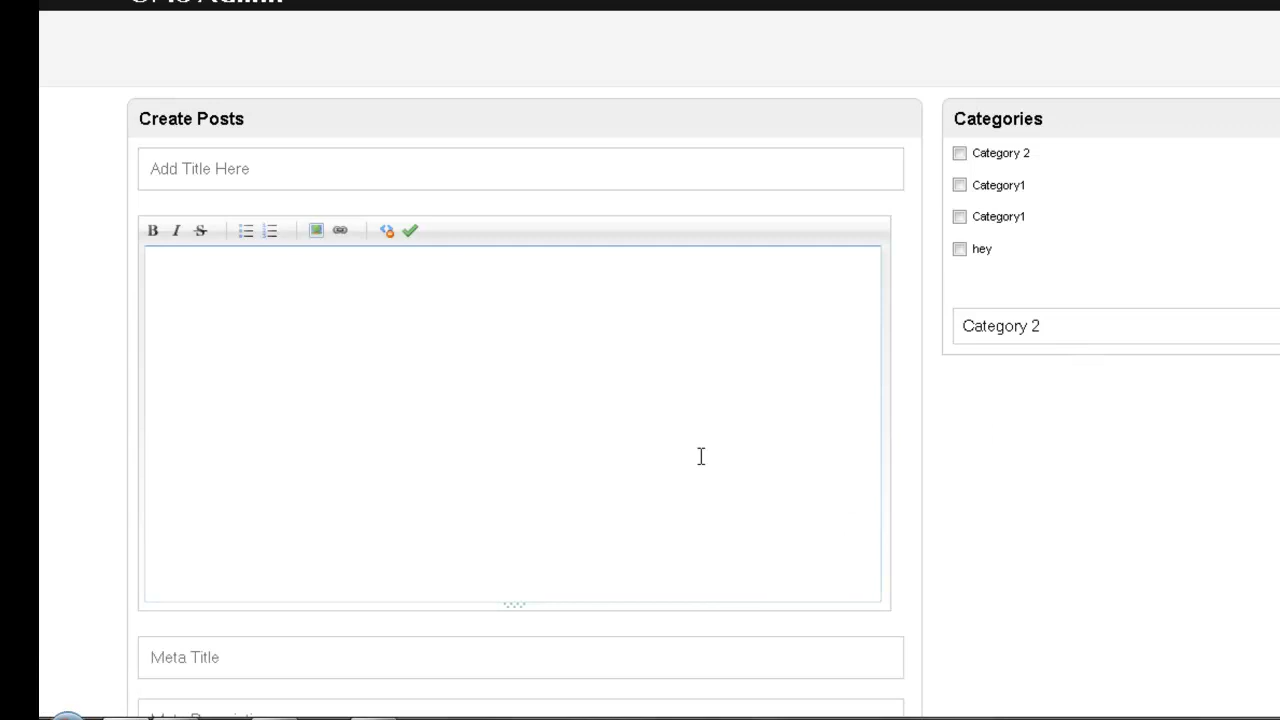 Create Posts
Add Title Here
B I S
Meta Title
Categories
Category 2
Category1
Category1
hey
Category 2